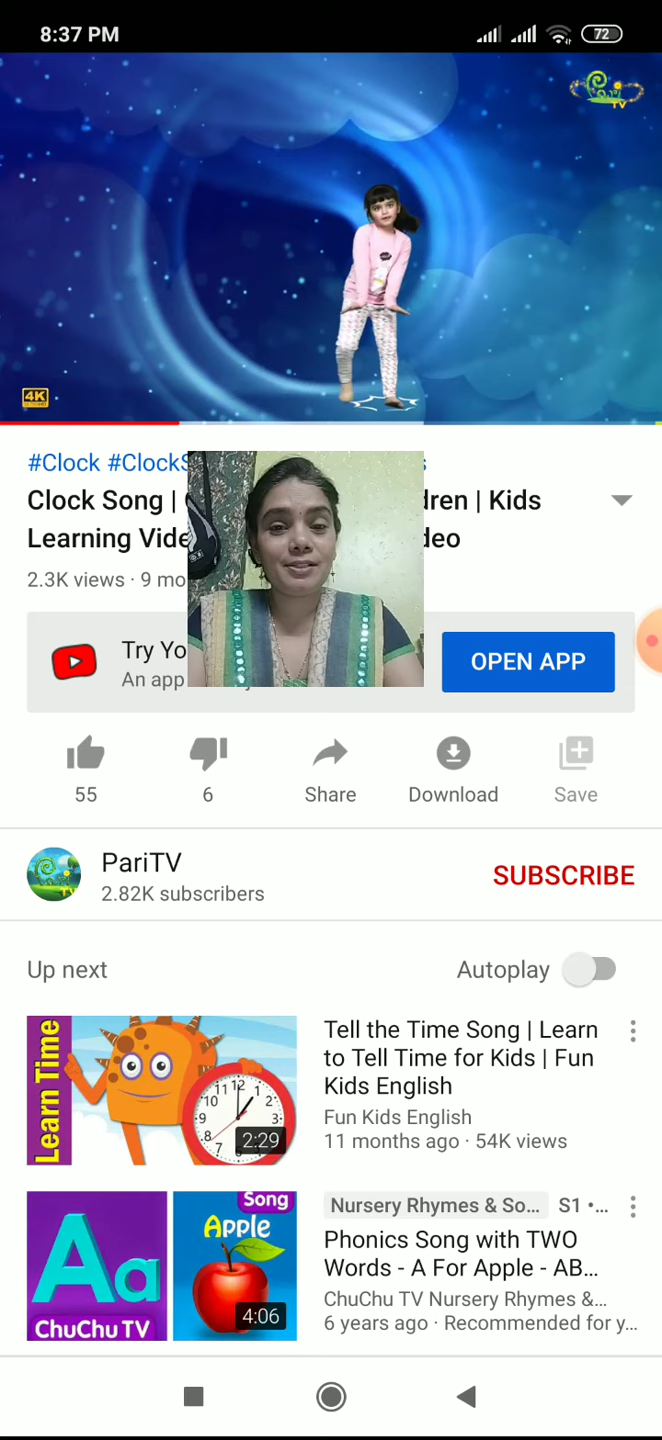 8:37 PM
72
Pari
TV
4K
#Clock #ClockS
Clock Song | dren | Kids
Learning Vide deo
2.3K views · 9 mo
Try Yo
An app
OPEN APP
55
6
Share
Download
Save
PariTV
2.82K subscribers
SUBSCRIBE
Up next
Autoplay
Learn Time
2:29
Tell the Time Song | Learn
to Tell Time for Kids | Fun
Kids English
Fun Kids English
11 months ago · 54K views
Aa
ChuChu TV
Song
Apple
4:06
Nursery Rhymes & So... S1 •...
Phonics Song with TWO
Words - A For Apple - AB...
ChuChu TV Nursery Rhymes &...
6 years ago · Recommended for y...